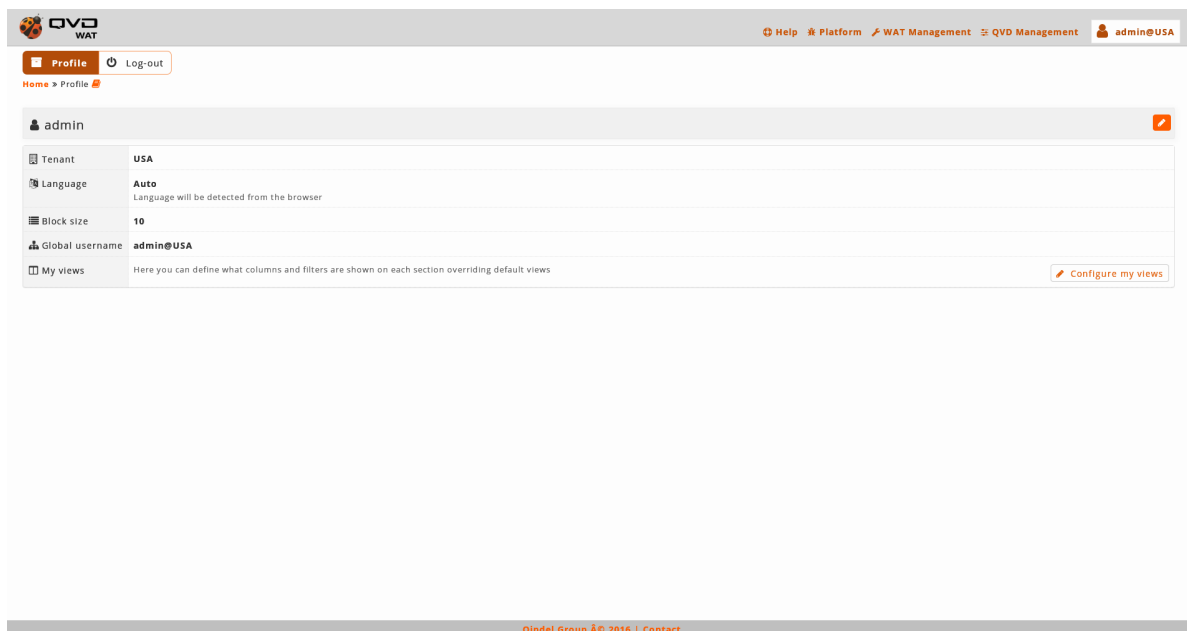 QVD
WAT
Help Platform WAT Management QVD Management admin@USA
Profile Log-out
Home » Profile
admin
Tenant USA
Language Auto
Language will be detected from the browser
Block size 10
Global username admin@USA
My views Here you can define what columns and filters are shown on each section overriding default views Configure my views
Qindel Group Â© 2016 | Contact